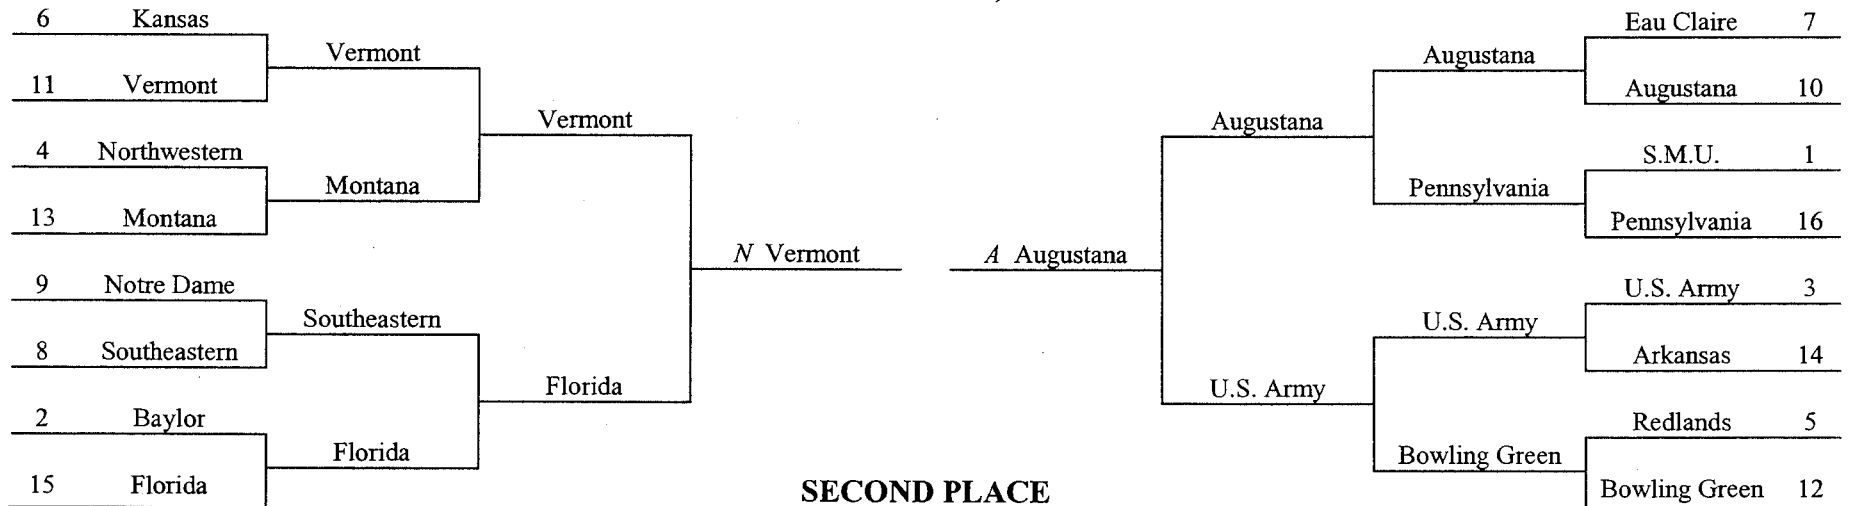 6 Kansas
Vermont
11 Vermont
Vermont
4 Northwestern
Montana
13 Montana
N Vermont
9 Notre Dame
Southeastern
8 Southeastern
Florida
2 Baylor
Florida
15 Florida
Eau Claire 7
Augustana
Augustana 10
Augustana
S.M.U. 1
Pennsylvania
Pennsylvania 16
A Augustana
U.S. Army 3
U.S. Army
Arkansas 14
U.S. Army
Redlands 5
Bowling Green
Bowling Green 12
SECOND PLACE